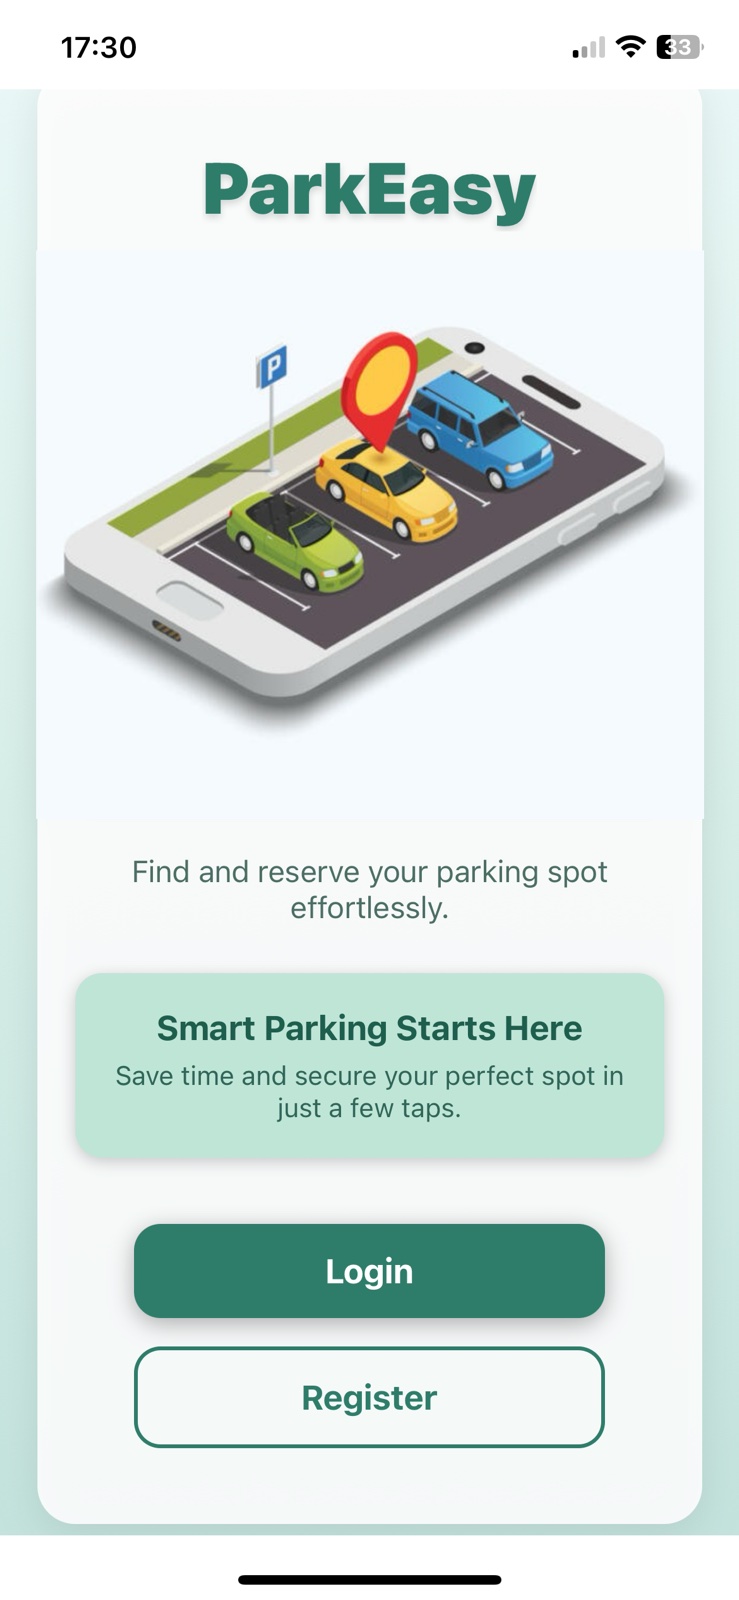 17:30
33
ParkEasy
P
Find and reserve your parking spot
effortlessly.
Smart Parking Starts Here
Save time and secure your perfect spot in
just a few taps.
Login
Register